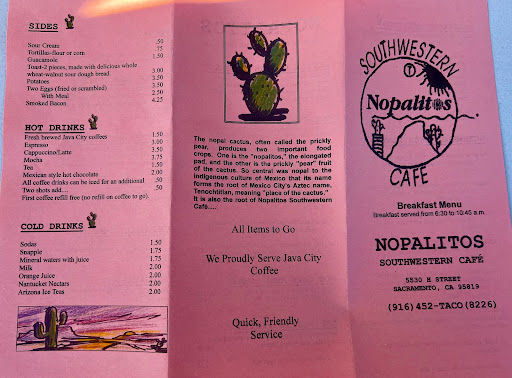 SIDES
Sour Cream .50
Tortillas-flour or corn .50
Guacamole
Toast-2 pieces, made with delicious whole
wheat-walnut sour dough bread. 3.00
Potatoes 3.50
Two Eggs (fried or scrambled) 3.50
With Meal 2.50
Smoked Bacon 4.25
HOT DRINKS
Fresh brewed Java City coffees 1.50
Espresso 3.00
Cappuccino/Latte 3.50
Mocha 3.75
Tea 1.50
Mexican style hot chocolate 2.00
All coffee drinks can be iced for an additional .50
Two shots add.... .50
First coffee refill free (no refill on coffee to go).
COLD DRINKS
Sodas 1.50
Snapple 1.75
Mineral waters with juice 1.75
Milk 2.00
Orange Juice 2.00
Nantucket Nectars 2.00
Arizona Ice Teas 2.00
The nopal cactus, often called the prickly
pear, produces two important food
crops. One is the "nopalitos," the elongated
pad, and the other is the prickly "pear" fruit
of the cactus. So central was nopal to the
indigenous culture of Mexico that its name
forms the root of Mexico City's Aztec name,
Tenochtitlan, meaning "place of the cactus."
It is also the root of Nopalitos Southwestern
Café.....
All Items to Go
We Proudly Serve Java City
Coffee
Quick, Friendly
Service
SOUTHWESTERN
Nopalitos
CAFÉ
Breakfast Menu
Breakfast served from 6:30 to 10:45 a.m.
NOPALITOS
SOUTHWESTERN CAFÉ
5530 H STREET
SACRAMENTO, CA 95819
(916)452-TACO(8226)